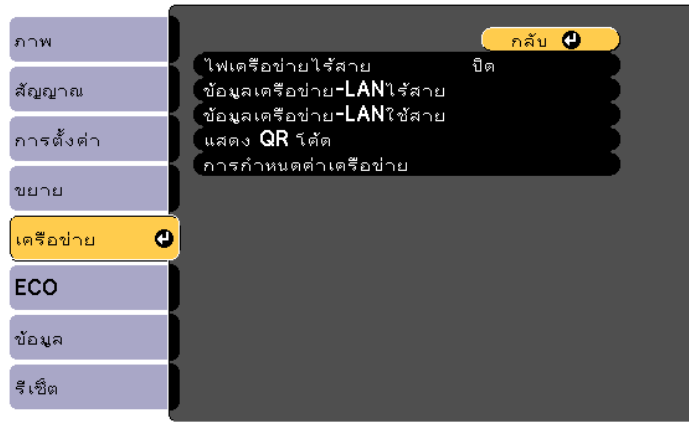 ภาพ
สัญญาณ
การตั้งค่า
ขยาย
เครือข่าย
ECO
ข้อมูล
รีเซ็ต
กลับ
ไฟเครือข่ายไร้สาย ปิด
ข้อมูลเครือข่าย-LANไร้สาย
ข้อมูลเครือข่าย-LANใช้สาย
แสดง QR โค้ด
การกำหนดค่าเครือข่าย